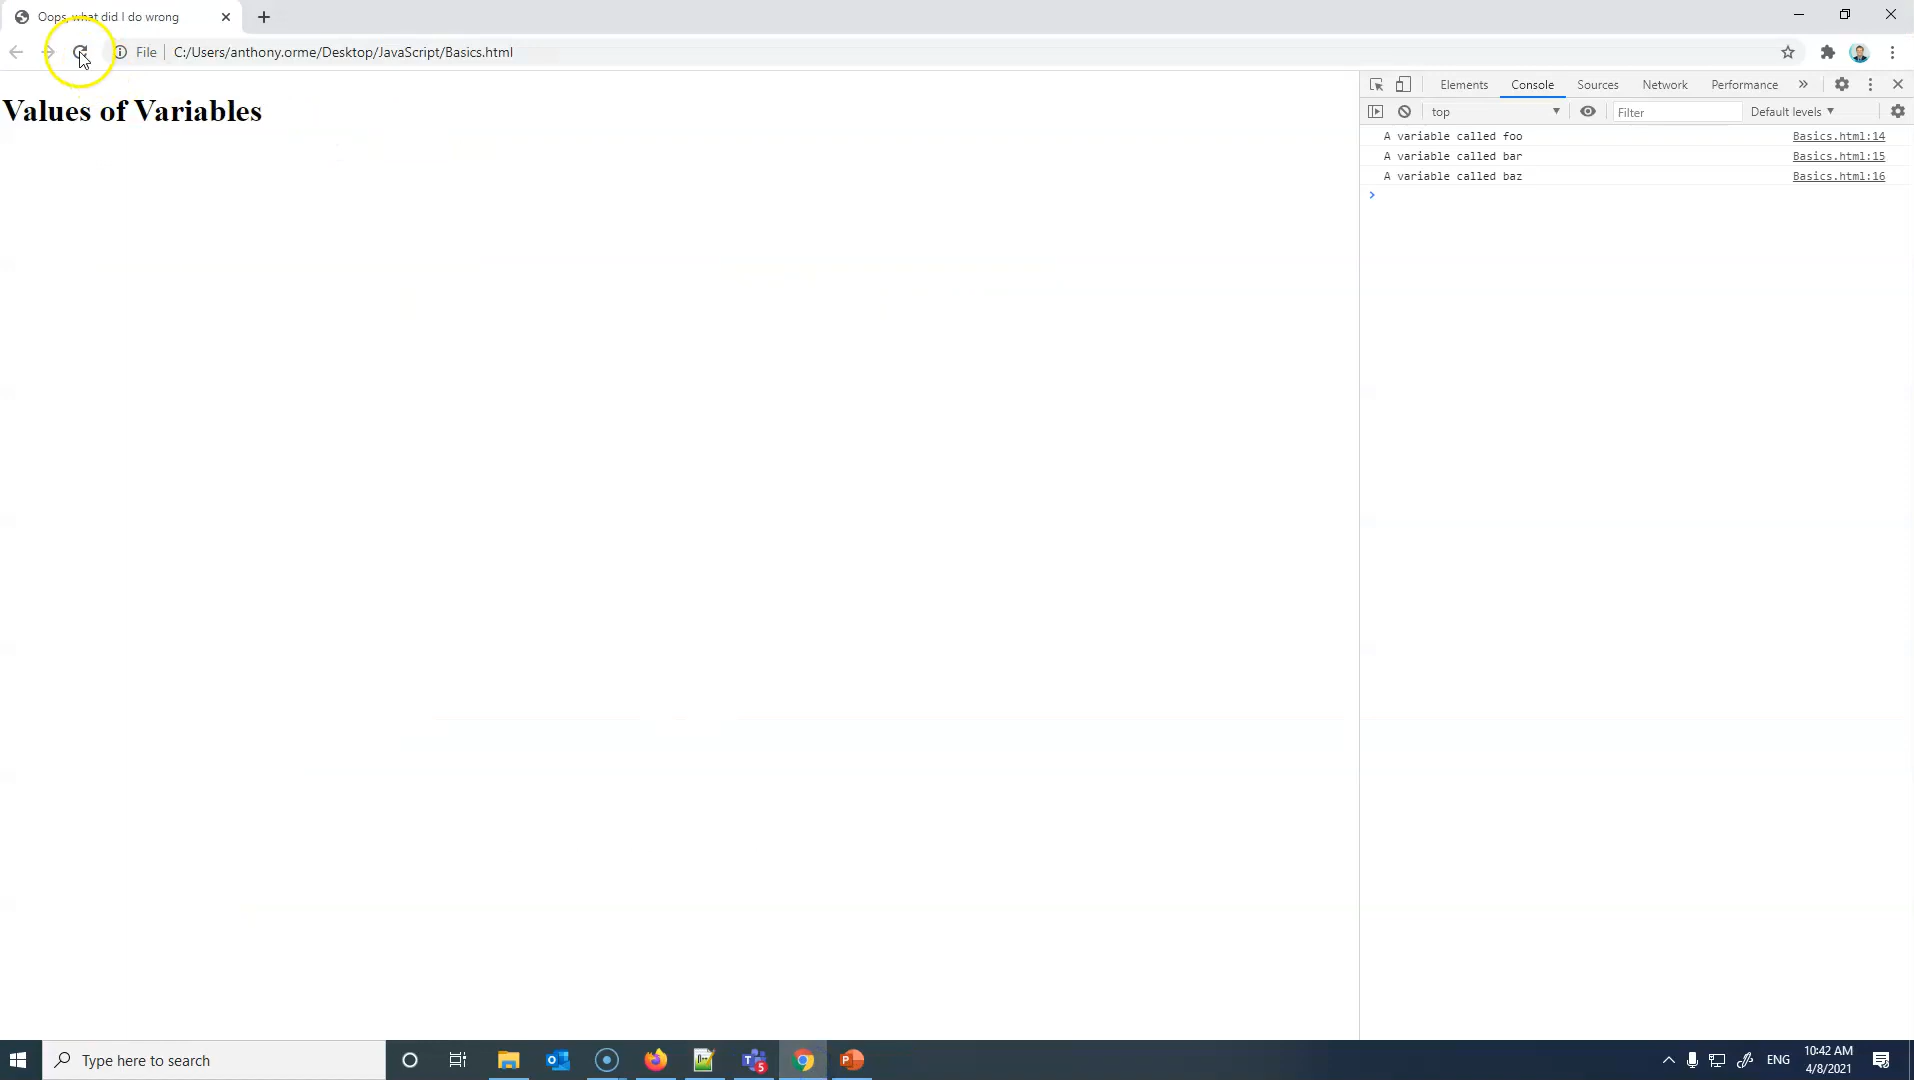 Oops, what did I do wrong
File C:/Users/anthony.orme/Desktop/JavaScript/Basics.html
Values of Variables
Elements Console Sources Network Performance
top Filter Default levels
A variable called foo Basics.html:14
A variable called bar Basics.html:15
A variable called baz Basics.html:16
Type here to search
5
ENG
10:42 AM
4/8/2021